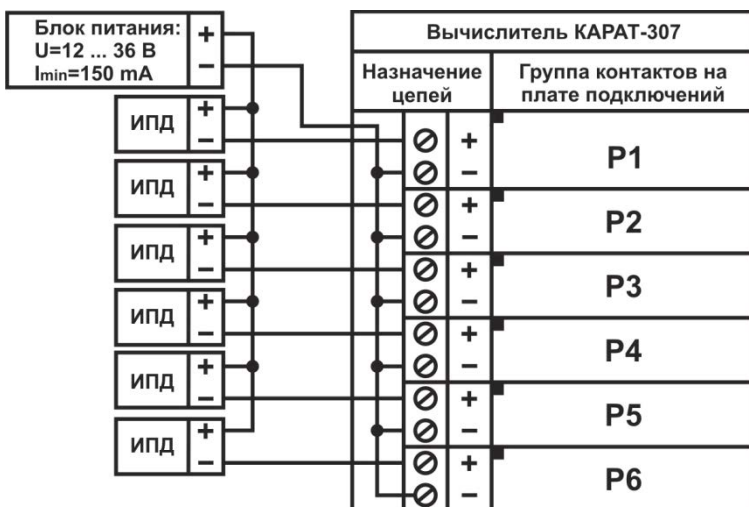 Блок питания:
U=12 ... 36 В
Imin=150 mA
+
−
Вычислитель КАРАТ-307
Назначение
цепей
Группа контактов на
плате подключений
ИПД
+
−
+
−
P1
ИПД
+
−
+
−
P2
ИПД
+
−
+
−
P3
ИПД
+
−
+
−
P4
ИПД
+
−
+
−
P5
ИПД
+
−
+
−
P6